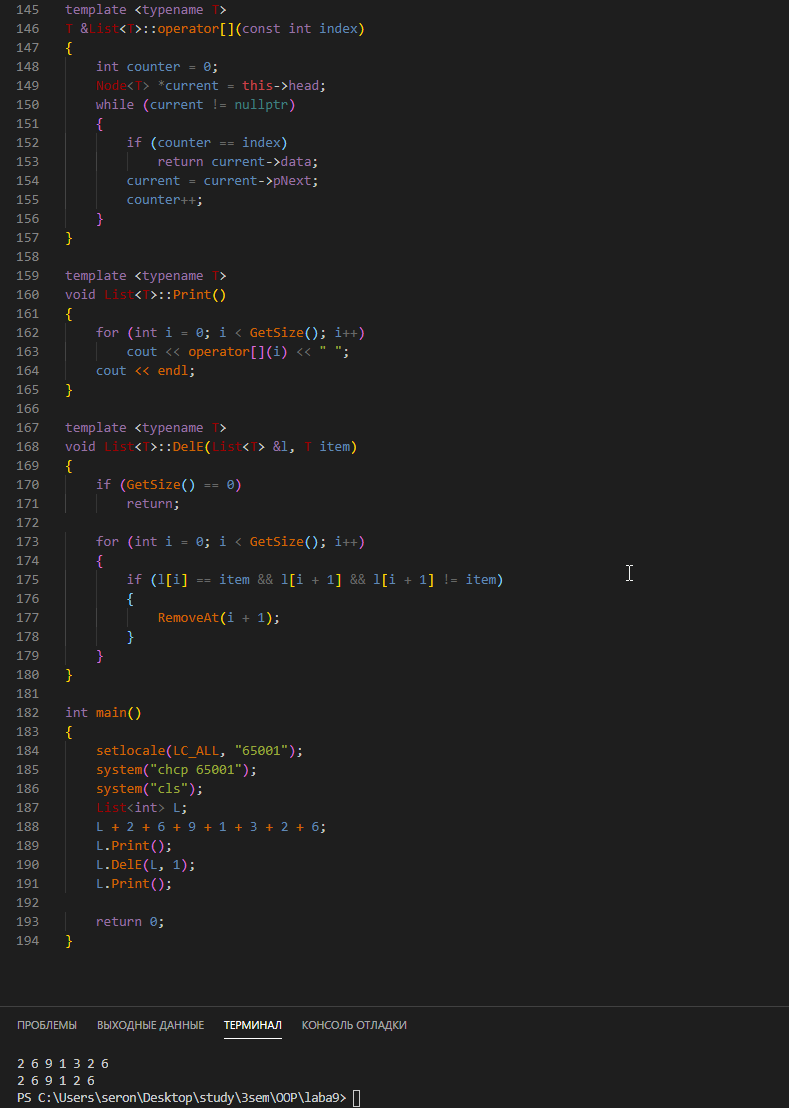 145 template <typename T>
146 T &List<T>::operator[](const int index)
147 {
148     int counter = 0;
149     Node<T> *current = this->head;
150     while (current != nullptr)
151     {
152         if (counter == index)
153             return current->data;
154         current = current->pNext;
155         counter++;
156     }
157 }
158
159 template <typename T>
160 void List<T>::Print()
161 {
162     for (int i = 0; i < GetSize(); i++)
163         cout << operator[](i) << " ";
164     cout << endl;
165 }
166
167 template <typename T>
168 void List<T>::DelE(List<T> &l, T item)
169 {
170     if (GetSize() == 0)
171         return;
172
173     for (int i = 0; i < GetSize(); i++)
174     {
175         if (l[i] == item && l[i + 1] && l[i + 1] != item)
176         {
177             RemoveAt(i + 1);
178         }
179     }
180 }
181
182 int main()
183 {
184     setlocale(LC_ALL, "65001");
185     system("chcp 65001");
186     system("cls");
187     List<int> L;
188     L + 2 + 6 + 9 + 1 + 3 + 2 + 6;
189     L.Print();
190     L.DelE(L, 1);
191     L.Print();
192
193     return 0;
194 }
ПРОБЛЕМЫ ВЫХОДНЫЕ ДАННЫЕ ТЕРМИНАЛ КОНСОЛЬ ОТЛАДКИ
2 6 9 1 3 2 6
2 6 9 1 2 6
PS C:\Users\seron\Desktop\study\3sem\OOP\laba9>